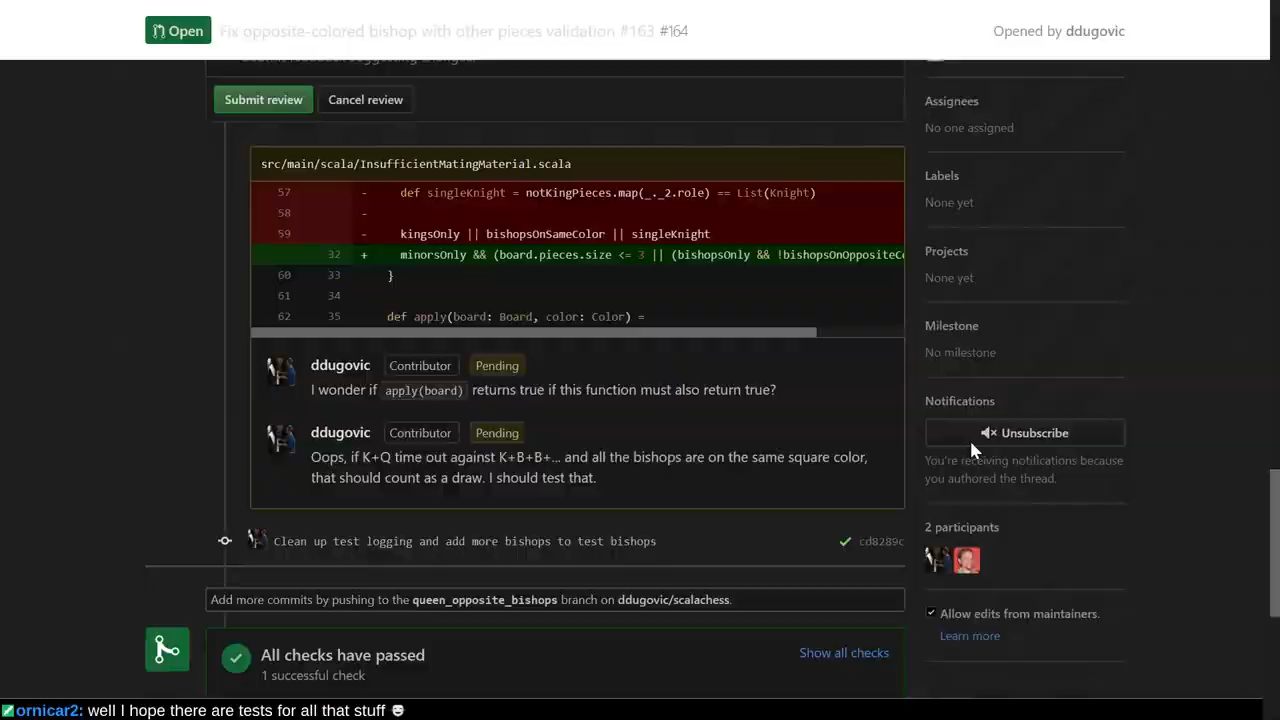 Open Fix opposite-colored bishop with other pieces validation #163 #164 Opened by ddugovic
Submit review Cancel review
Assignees
No one assigned
src/main/scala/InsufficientMatingMaterial.scala
Labels
57 - def singleKnight = notKingPieces.map(_._2.role) == List(Knight)
None yet
58 -
59 - kingsOnly || bishopsOnSameColor || singleKnight
32 + minorsOnly && (board.pieces.size <= 3 || (bishopsOnly && !bishopsOnOppositeCo
Projects
60 33 }
None yet
61 34
62 35 def apply(board: Board, color: Color) =
Milestone
No milestone
ddugovic Contributor Pending
I wonder if apply(board) returns true if this function must also return true?
Notifications
Unsubscribe
ddugovic Contributor Pending
Oops, if K+Q time out against K+B+B+... and all the bishops are on the same square color,
that should count as a draw. I should test that.
You're receiving notifications because
you authored the thread.
2 participants
Clean up test logging and add more bishops to test bishops cd8289c
Add more commits by pushing to the queen_opposite_bishops branch on ddugovic/scalachess.
Allow edits from maintainers.
Learn more
All checks have passed
Show all checks
1 successful check
ornicar2: well I hope there are tests for all that stuff